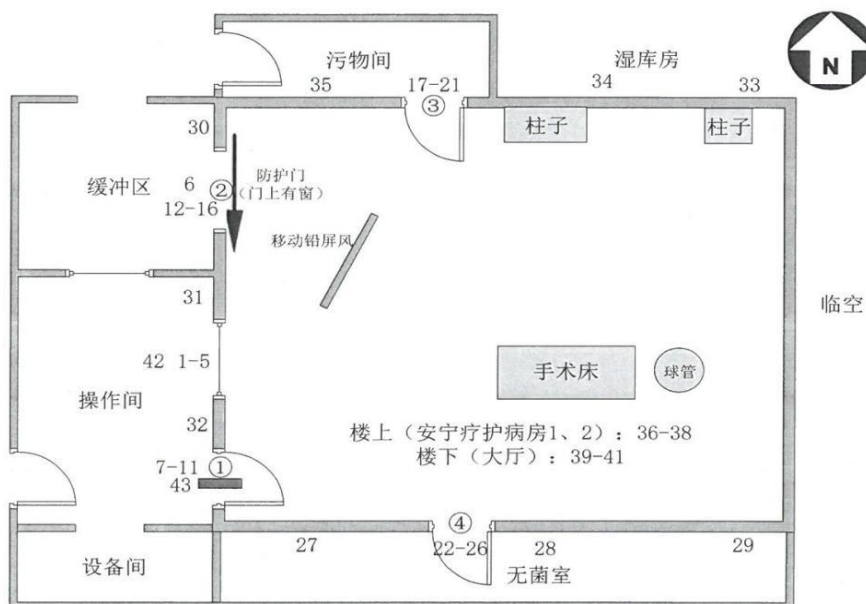 污物间
湿库房
N
35
17-21
34
33
③
30
柱子
柱子
缓冲区
6
②
防护门
（门上有窗）
12-16
移动铅屏风
31
临空
42 1-5
手术床
球管
操作间
32
楼上（安宁疗护病房1、2）：36-38
楼下（大厅）：39-41
7-11
①
43
④
27
22-26
28
29
设备间
无菌室